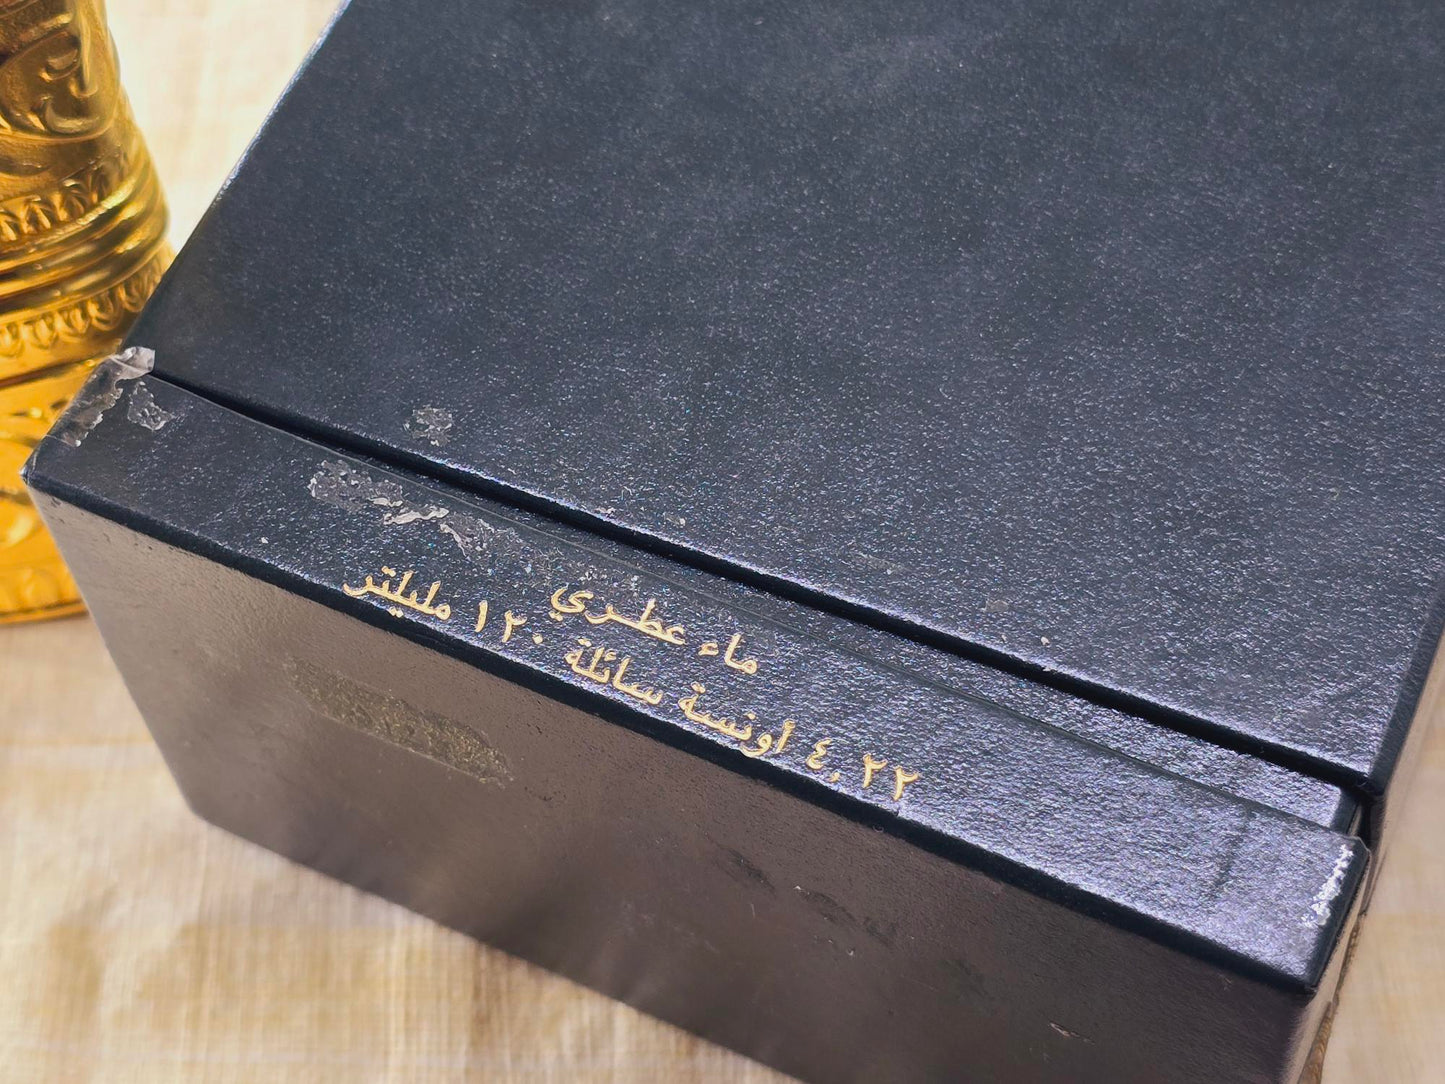 ماء عطري
٤,٢٢ أونسة سائلة ١٢٠ مليلتر